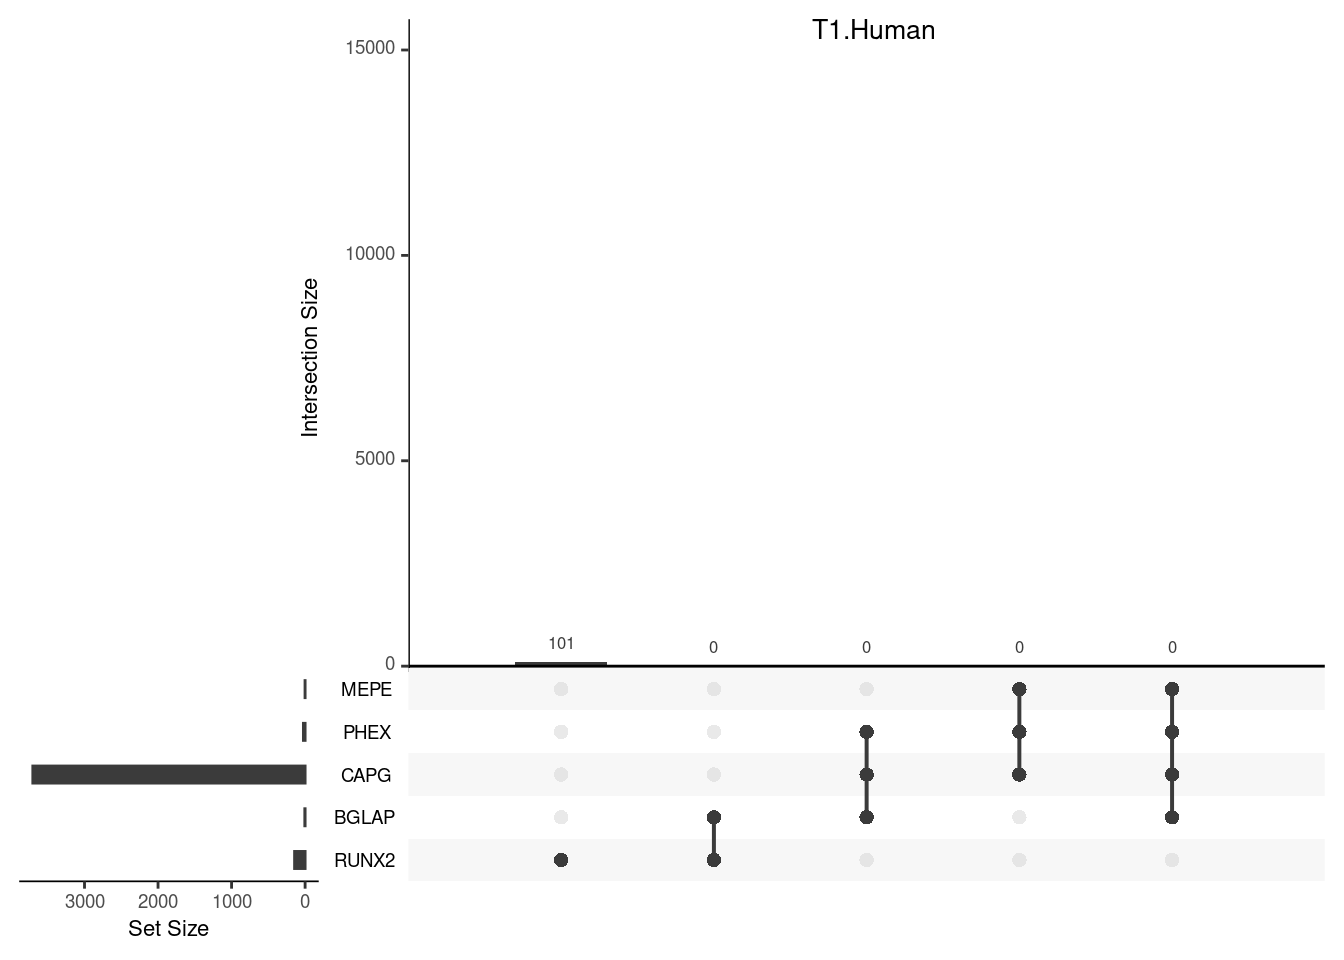 T1.Human
15000
10000
5000
0
Intersection Size
101
0
0
0
0
MEPE
PHEX
CAPG
BGLAP
RUNX2
3000
2000
1000
0
Set Size